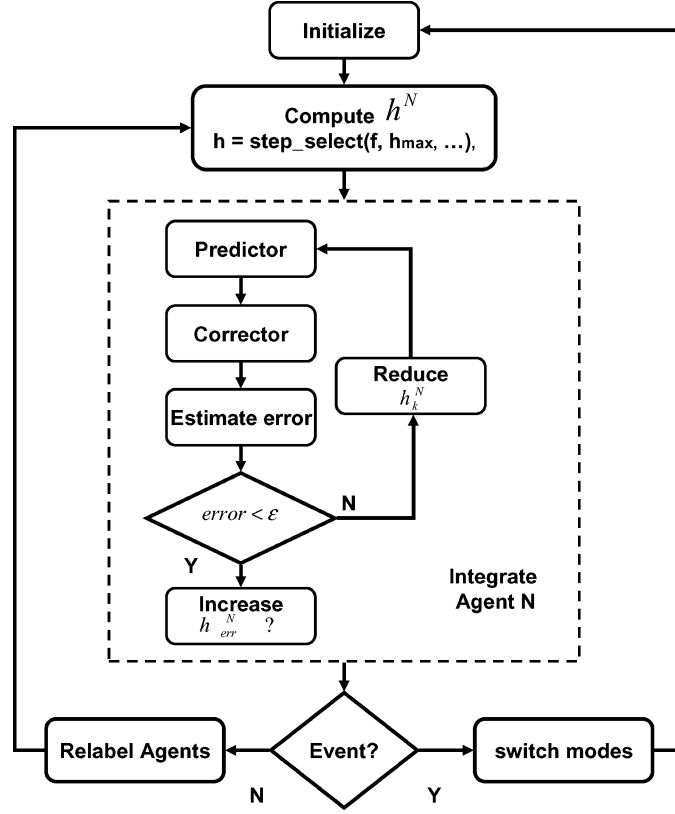 Initialize
Compute h^N
h = step_select(f, hmax, …),
Predictor
Corrector
Reduce
h_k^N
Estimate error
error < ε
N
Y
Increase
h_err^N ?
Integrate
Agent N
Relabel Agents
Event?
switch modes
N
Y